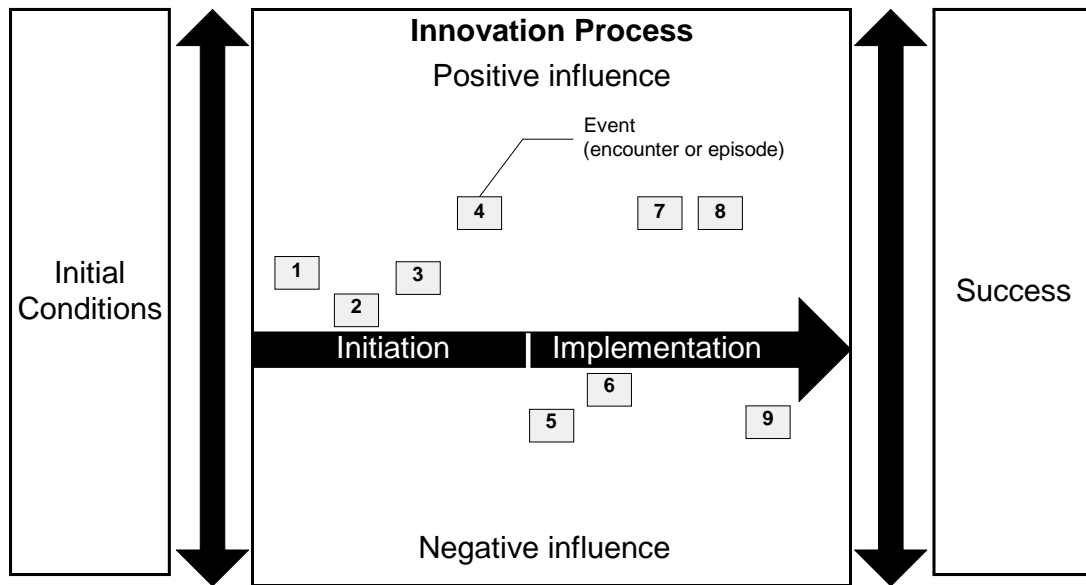 Innovation Process
Positive influence
Event
(encounter or episode)
4
7
8
1
3
2
Initial
Conditions
Success
Initiation
Implementation
6
5
9
Negative influence